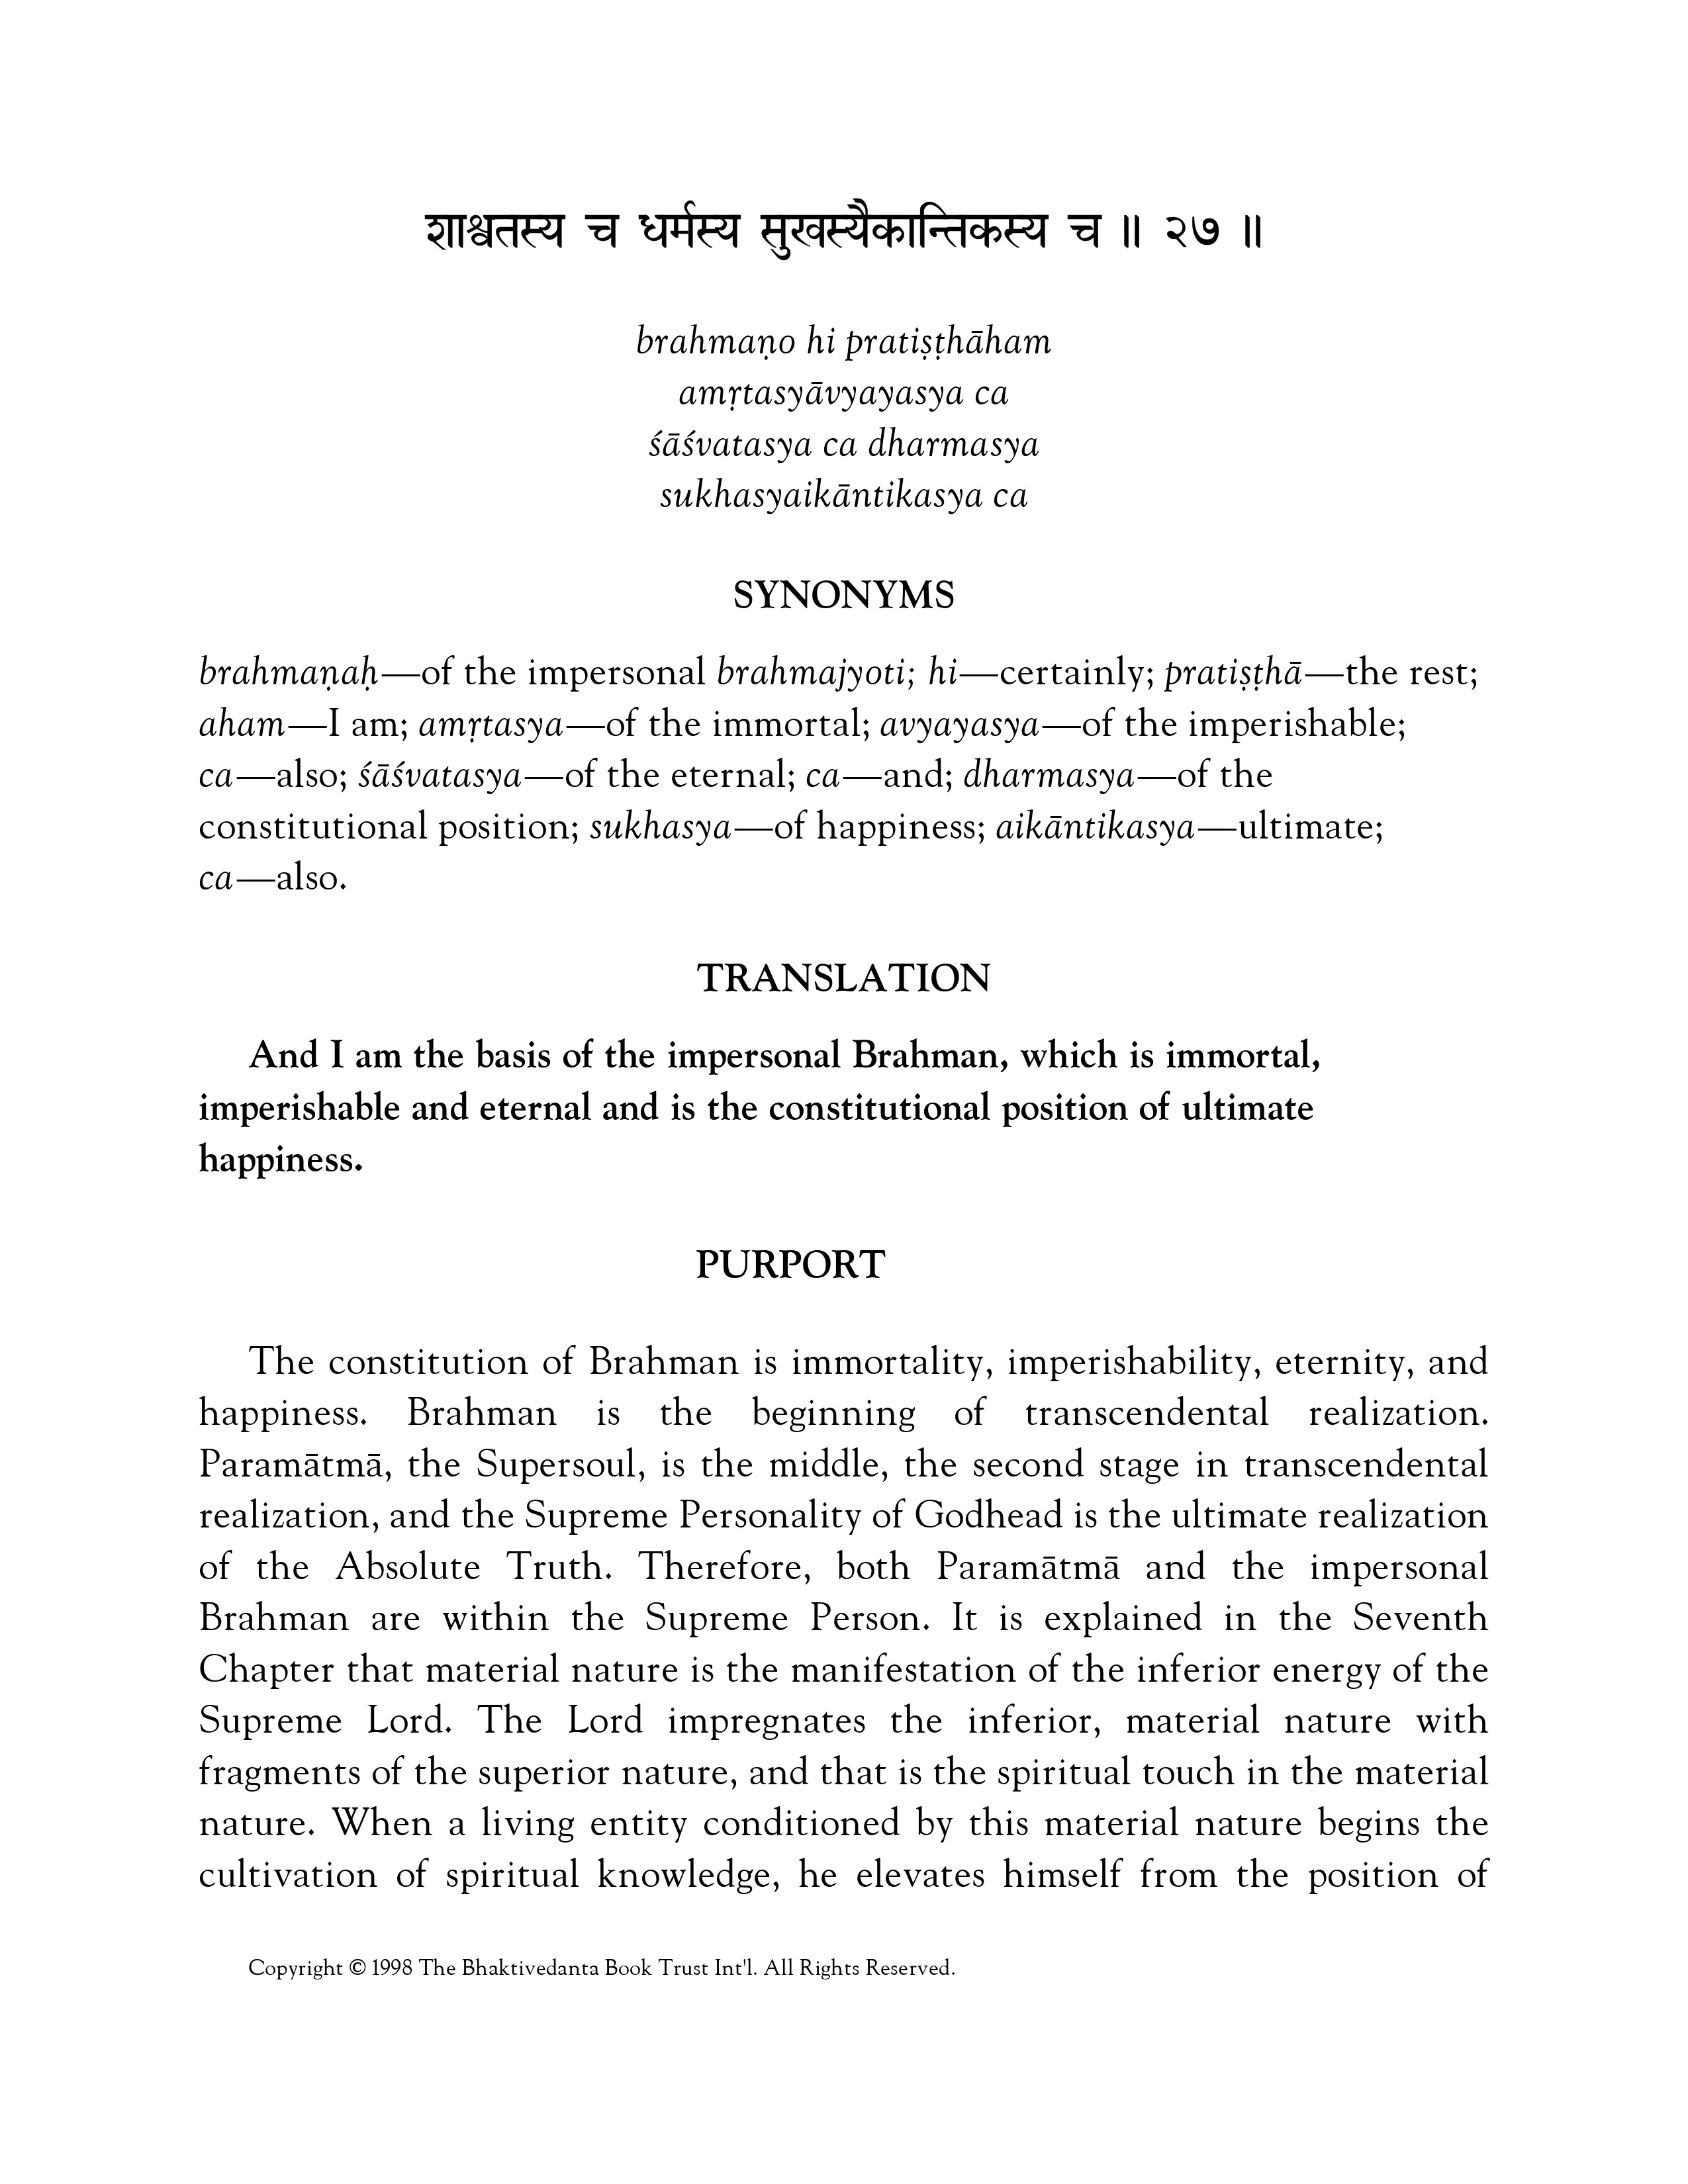 शाश्वतस्य च धर्मस्य सुखस्यैकान्तिकस्य च ॥ २७ ॥
brahmaṇo hi pratiṣṭhāham
amṛtasyāvyayasya ca
śāśvatasya ca dharmasya
sukhasyaikāntikasya ca
SYNONYMS
brahmaṇaḥ—of the impersonal brahmajyoti; hi—certainly; pratiṣṭhā—the rest;
aham—I am; amṛtasya—of the immortal; avyayasya—of the imperishable;
ca—also; śāśvatasya—of the eternal; ca—and; dharmasya—of the
constitutional position; sukhasya—of happiness; aikāntikasya—ultimate;
ca—also.
TRANSLATION
And I am the basis of the impersonal Brahman, which is immortal,
imperishable and eternal and is the constitutional position of ultimate
happiness.
PURPORT
The constitution of Brahman is immortality, imperishability, eternity, and
happiness. Brahman is the beginning of transcendental realization.
Paramātmā, the Supersoul, is the middle, the second stage in transcendental
realization, and the Supreme Personality of Godhead is the ultimate realization
of the Absolute Truth. Therefore, both Paramātmā and the impersonal
Brahman are within the Supreme Person. It is explained in the Seventh
Chapter that material nature is the manifestation of the inferior energy of the
Supreme Lord. The Lord impregnates the inferior, material nature with
fragments of the superior nature, and that is the spiritual touch in the material
nature. When a living entity conditioned by this material nature begins the
cultivation of spiritual knowledge, he elevates himself from the position of
Copyright © 1998 The Bhaktivedanta Book Trust Int'l. All Rights Reserved.